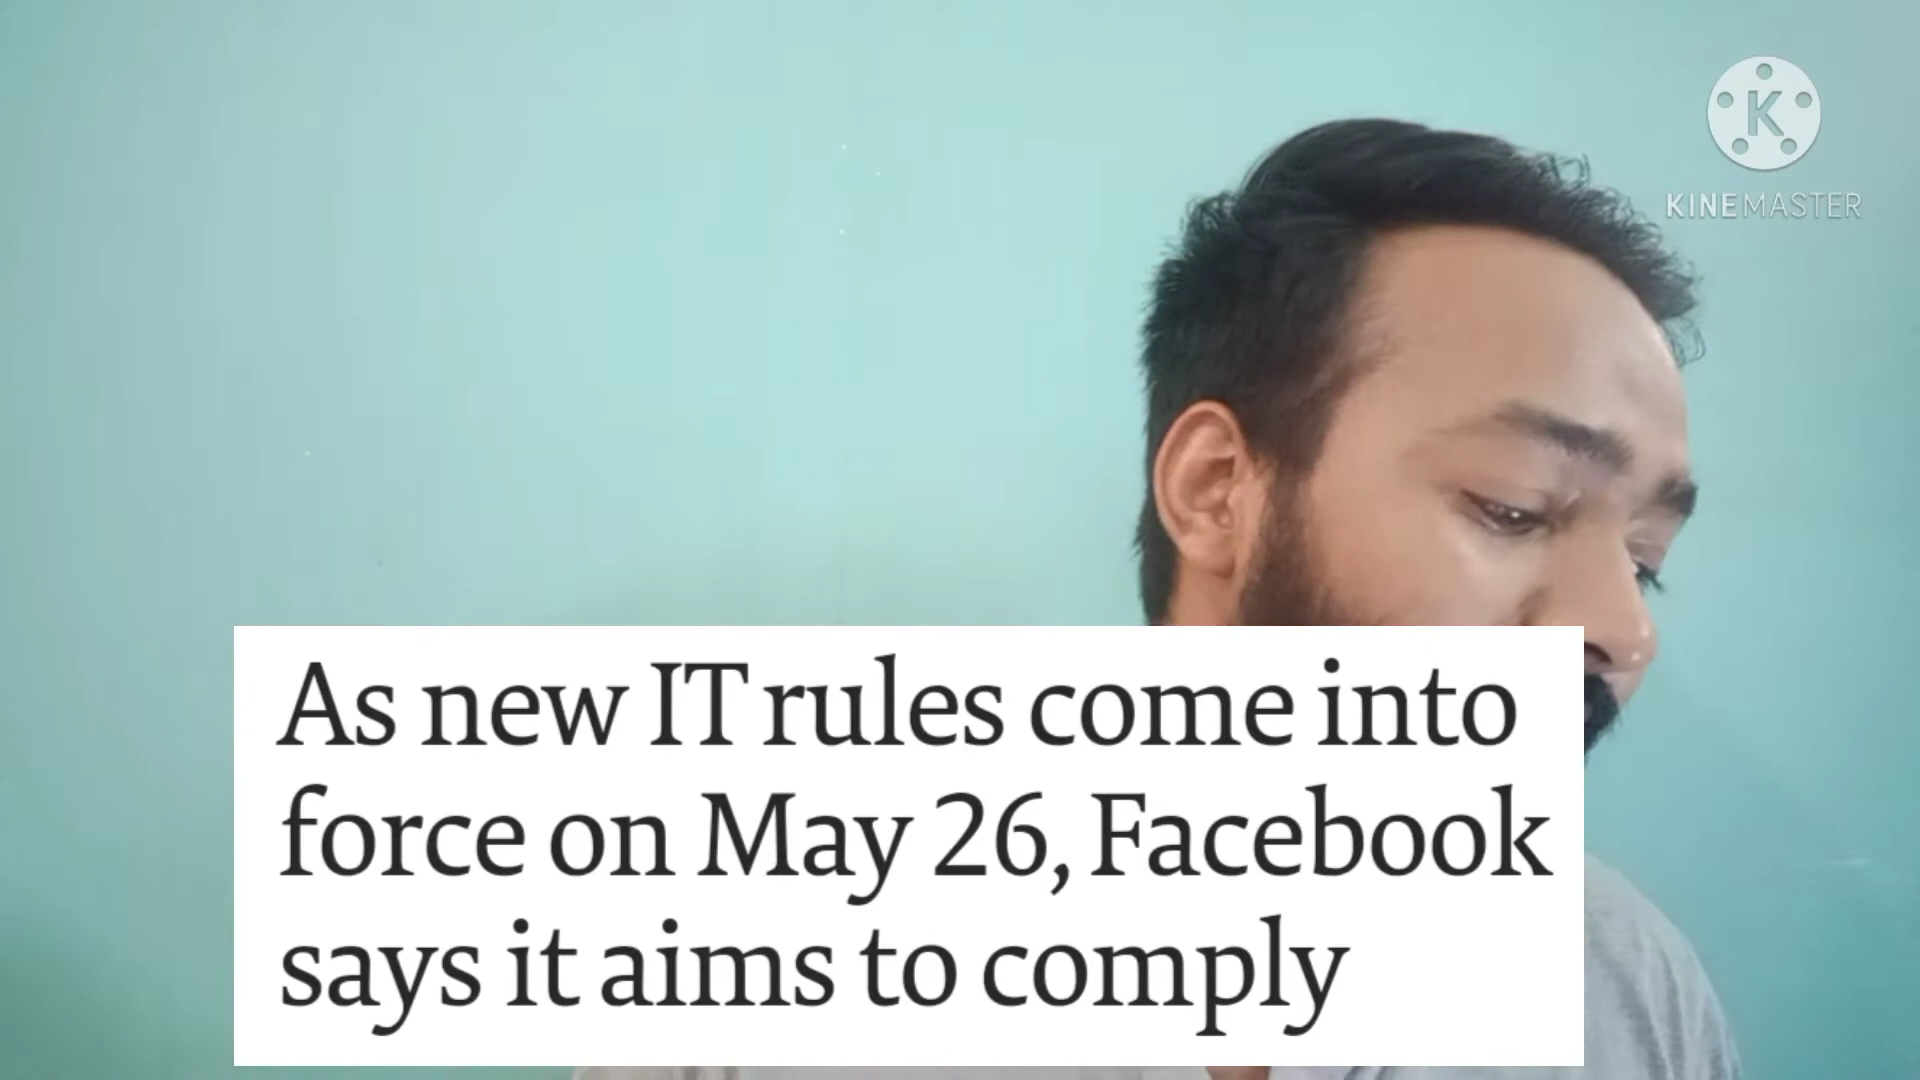 K
KINEMASTER
As new IT rules come into
force on May 26, Facebook
says it aims to comply